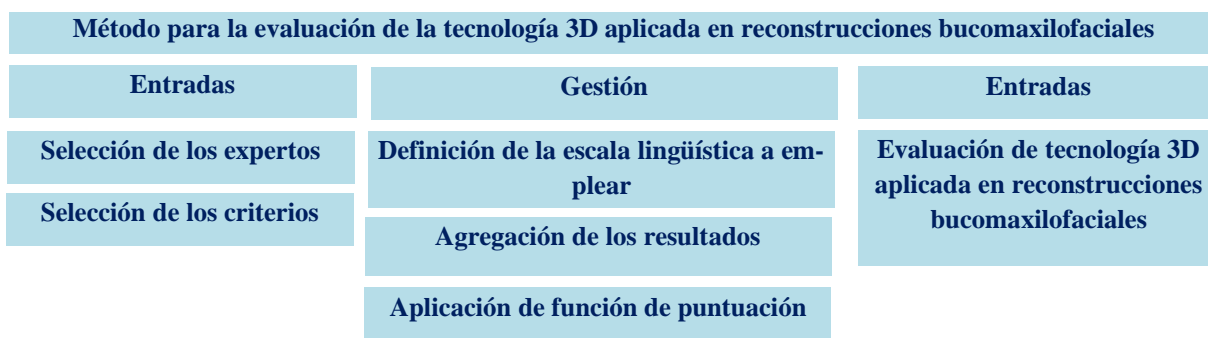 Método para la evaluación de la tecnología 3D aplicada en reconstrucciones bucomaxilofaciales
Entradas
Selección de los expertos
Selección de los criterios
Gestión
Definición de la escala lingüística a em-
plear
Agregación de los resultados
Aplicación de función de puntuación
Entradas
Evaluación de tecnología 3D
aplicada en reconstrucciones
bucomaxilofaciales